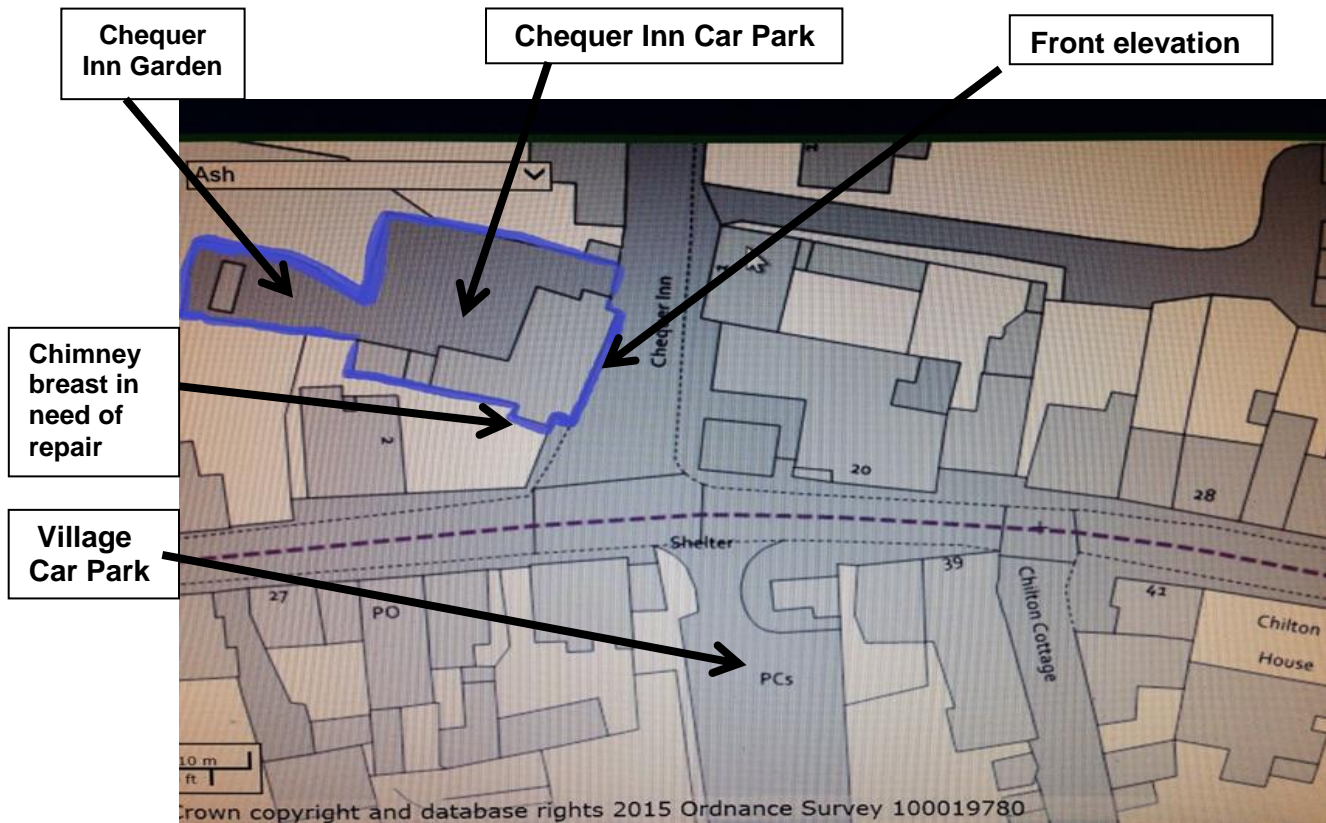 Chequer
Inn Garden
Chequer Inn Car Park
Front elevation
Ash
Chequer Inn
Chimney
breast in
need of
repair
2
20
28
Village
Car Park
Shelter
27
PO
39
41
Chilton Cottage
Chilton
House
PCs
10 m
ft
Crown copyright and database rights 2015 Ordnance Survey 100019780